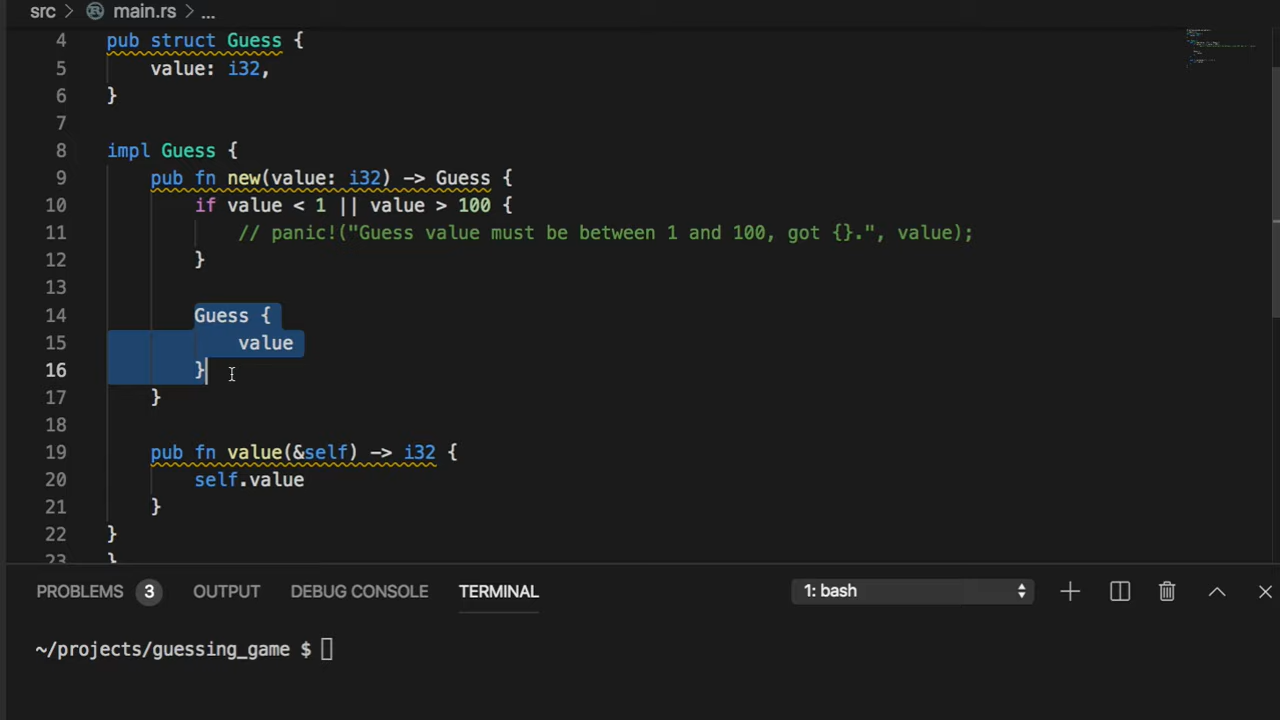 src > main.rs > ...
4 pub struct Guess {
5 value: i32,
6 }
7
8 impl Guess {
9 pub fn new(value: i32) -> Guess {
10 if value < 1 || value > 100 {
11 // panic!("Guess value must be between 1 and 100, got {}.", value);
12 }
13
14 Guess {
15 value
16 }
17 }
18
19 pub fn value(&self) -> i32 {
20 self.value
21 }
22 }
23 }
PROBLEMS 3 OUTPUT DEBUG CONSOLE TERMINAL 1: bash
~/projects/guessing_game $